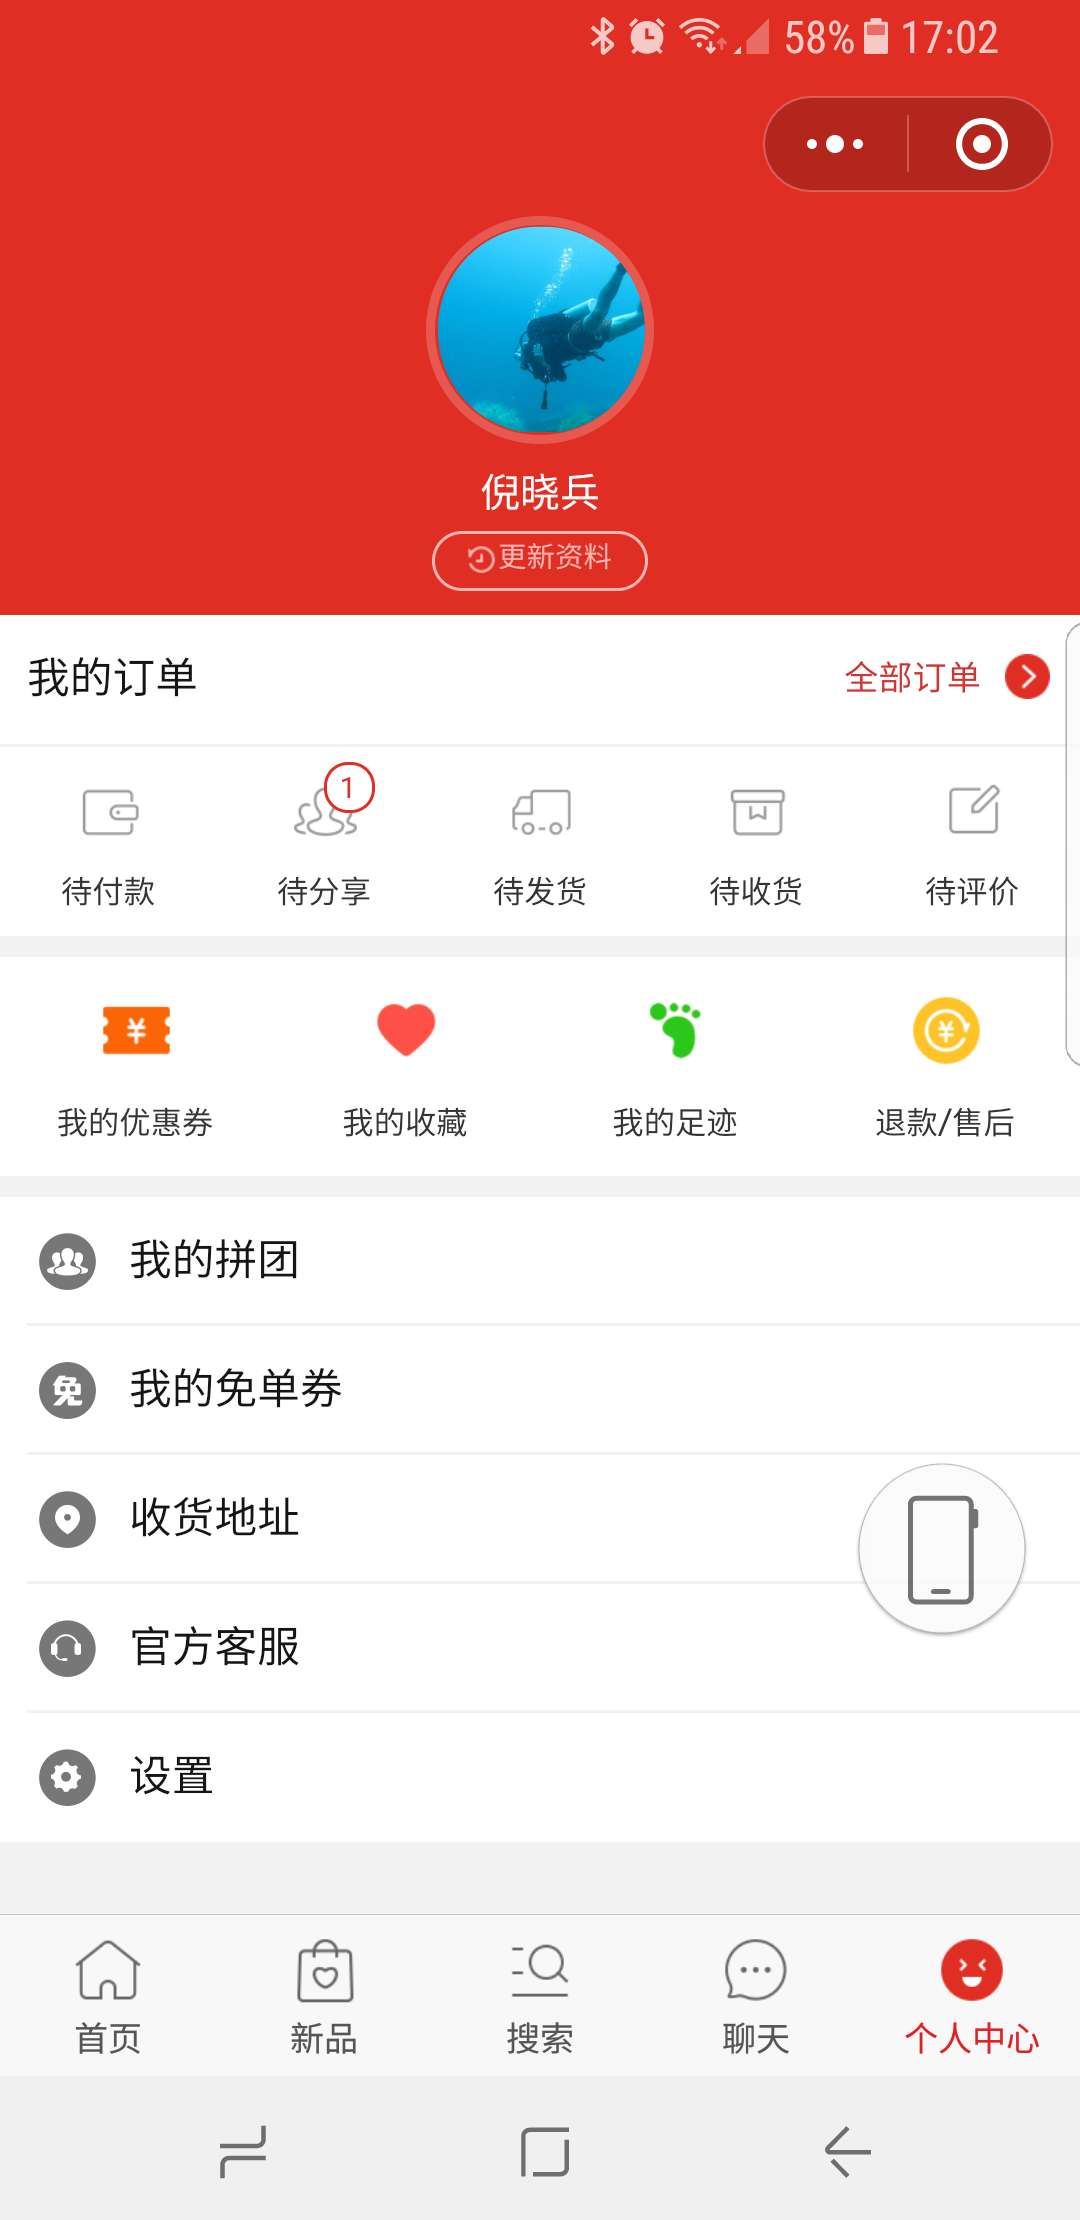 58% 17:02
倪晓兵
更新资料
我的订单 全部订单
1
待付款 待分享 待发货 待收货 待评价
¥ ¥
我的优惠券 我的收藏 我的足迹 退款/售后
我的拼团
免 我的免单券
收货地址
官方客服
设置
首页 新品 搜索 聊天 个人中心